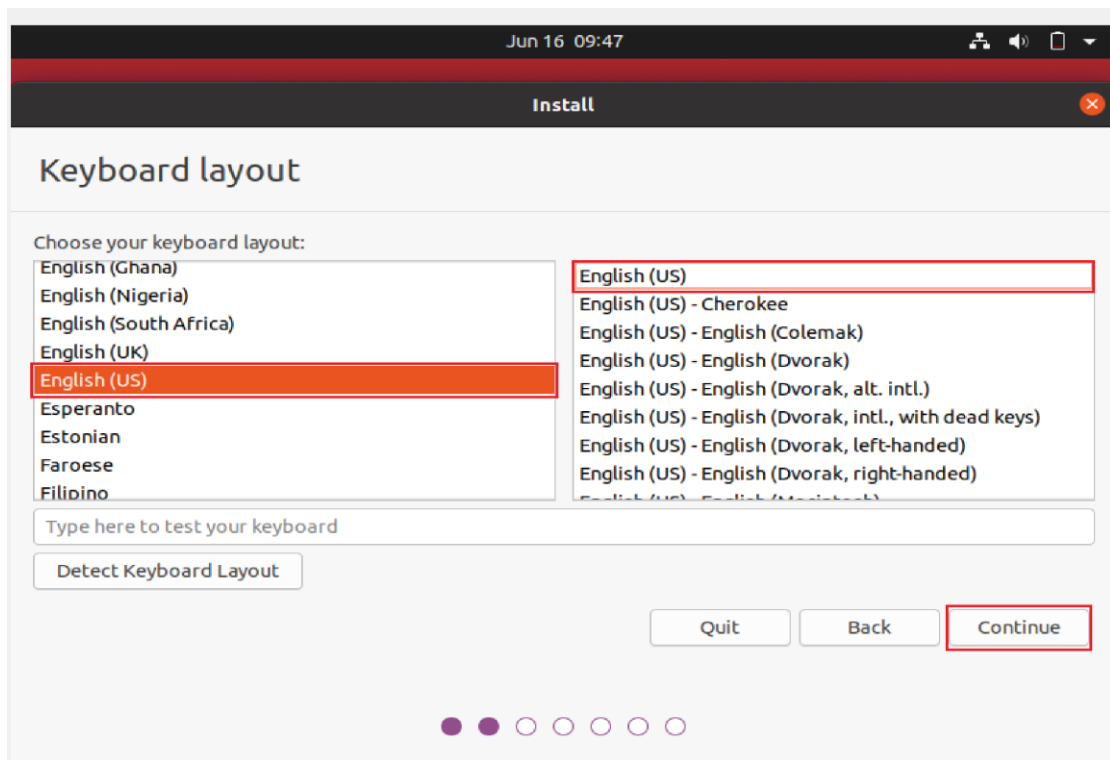 Jun 16 09:47
Install
Keyboard layout
Choose your keyboard layout:
English (Ghana)
English (Nigeria)
English (South Africa)
English (UK)
English (US)
Esperanto
Estonian
Faroese
Filipino
English (US)
English (US) - Cherokee
English (US) - English (Colemak)
English (US) - English (Dvorak)
English (US) - English (Dvorak, alt. intl.)
English (US) - English (Dvorak, intl., with dead keys)
English (US) - English (Dvorak, left-handed)
English (US) - English (Dvorak, right-handed)
English (US) - English (Macintosh)
Type here to test your keyboard
Detect Keyboard Layout
Quit
Back
Continue